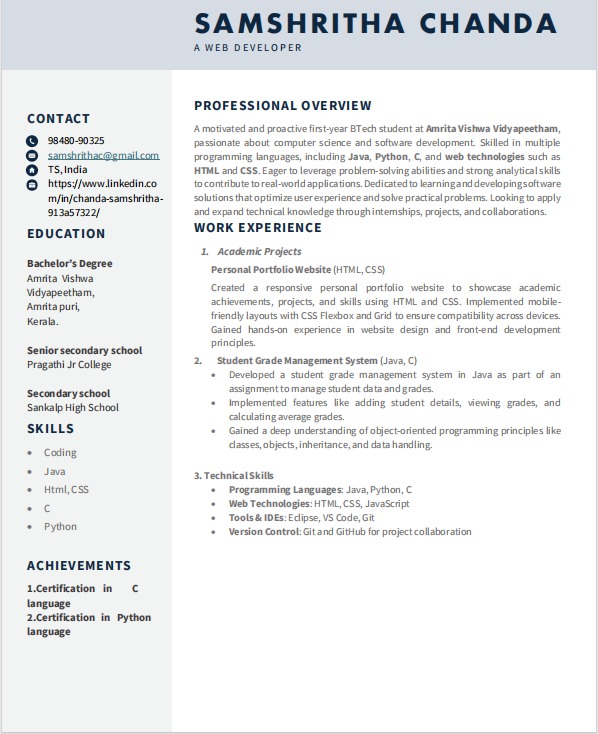 SAMSHRITHA CHANDA
A WEB DEVELOPER
CONTACT
98480-90325
samshrithac@gmail.com
TS, India
https://www.linkedin.co
m/in/chanda-samshritha-
913a57322/
EDUCATION
Bachelor's Degree
Amrita Vishwa
Vidyapeetham,
Amrita puri,
Kerala.
Senior secondary school
Pragathi Jr College
Secondary school
Sankalp High School
SKILLS
• Coding
• Java
• Html, CSS
• C
• Python
ACHIEVEMENTS
1.Certification in C
language
2.Certification in Python
language
PROFESSIONAL OVERVIEW
A motivated and proactive first-year BTech student at Amrita Vishwa Vidyapeetham,
passionate about computer science and software development. Skilled in multiple
programming languages, including Java, Python, C, and web technologies such as
HTML and CSS. Eager to leverage problem-solving abilities and strong analytical skills
to contribute to real-world applications. Dedicated to learning and developing software
solutions that optimize user experience and solve practical problems. Looking to apply
and expand technical knowledge through internships, projects, and collaborations.
WORK EXPERIENCE
1. Academic Projects
Personal Portfolio Website (HTML, CSS)
Created a responsive personal portfolio website to showcase academic
achievements, projects, and skills using HTML and CSS. Implemented mobile-
friendly layouts with CSS Flexbox and Grid to ensure compatibility across devices.
Gained hands-on experience in website design and front-end development
principles.
2. Student Grade Management System (Java, C)
• Developed a student grade management system in Java as part of an
assignment to manage student data and grades.
• Implemented features like adding student details, viewing grades, and
calculating average grades.
• Gained a deep understanding of object-oriented programming principles like
classes, objects, inheritance, and data handling.
3. Technical Skills
• Programming Languages: Java, Python, C
• Web Technologies: HTML, CSS, JavaScript
• Tools & IDEs: Eclipse, VS Code, Git
• Version Control: Git and GitHub for project collaboration